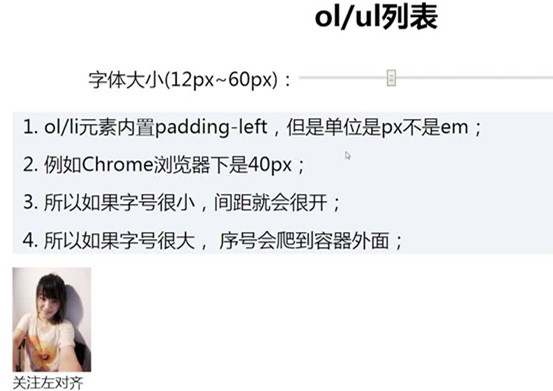 ol/ul列表
字体大小(12px~60px)：
1. ol/li元素内置padding-left，但是单位是px不是em；
2. 例如Chrome浏览器下是40px；
3. 所以如果字号很小，间距就会很开；
4. 所以如果字号很大， 序号会爬到容器外面；
关注左对齐